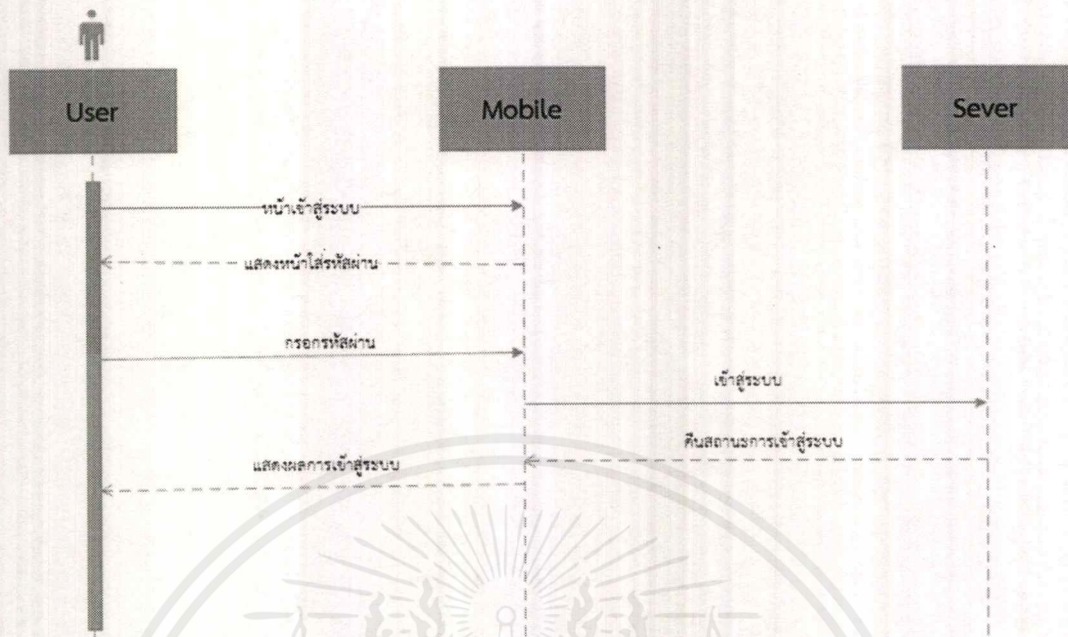 User
Mobile
Sever
หน้าเข้าสู่ระบบ
แสดงหน้าใส่รหัสผ่าน
กรอกรหัสผ่าน
เข้าสู่ระบบ
คืนสถานะการเข้าสู่ระบบ
แสดงผลการเข้าสู่ระบบ